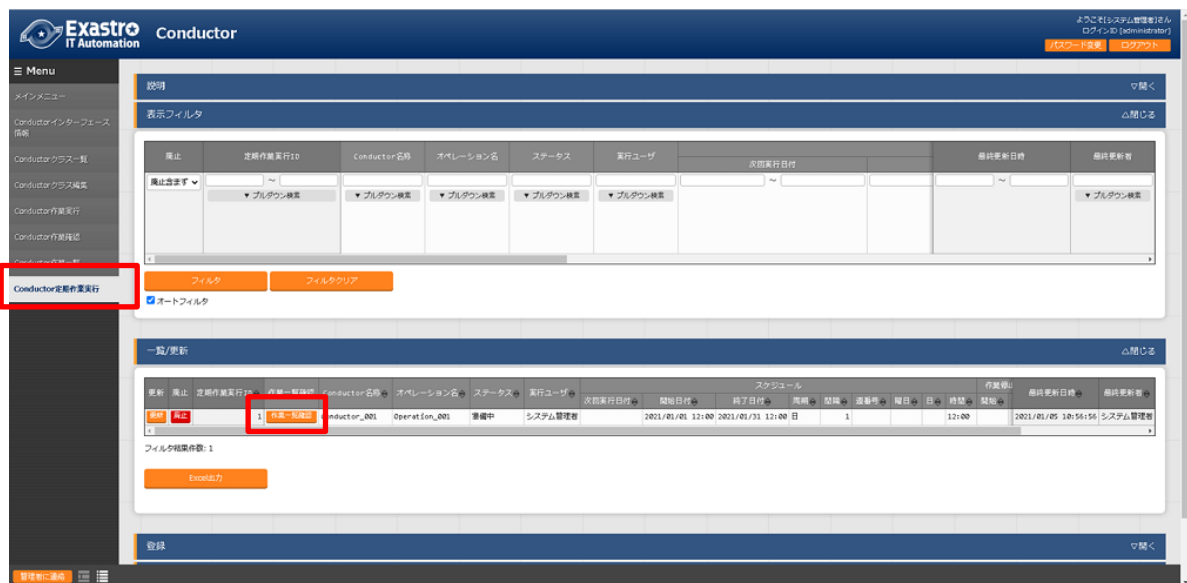 Exastro
IT Automation
Conductor
ようこそ[システム管理者]さん
ログインID [administrator]
パスワード変更
ログアウト
Menu
メインメニュー
Conductorインターフェース
情報
Conductorクラス一覧
Conductorクラス編集
Conductor作業実行
Conductor作業確認
Conductor作業一覧
Conductor定期作業実行
説明
▽開く
表示フィルタ
△閉じる
廃止 定期作業実行ID Conductor名称 オペレーション名 ステータス 実行ユーザ 次回実行日付 最終更新日時 最終更新者
廃止含まず ~ ~ ~
▼ プルダウン検索 ▼ プルダウン検索 ▼ プルダウン検索 ▼ プルダウン検索 ▼ プルダウン検索 ▼ プルダウン検索
フィルタ フィルタクリア
オートフィルタ
一覧/更新
△閉じる
スケジュール 作業停止
更新 廃止 定期作業実行ID 作業一覧確認 Conductor名称 オペレーション名 ステータス 実行ユーザ 次回実行日付 開始日付 終了日付 周期 間隔 週番号 曜日 日 時間 開始 最終更新日時 最終更新者
更新 廃止 1 作業一覧確認 Conductor_001 Operation_001 準備中 システム管理者 2021/01/01 12:00 2021/01/31 12:00 日 1 12:00 2021/01/05 10:56:56 システム管理者
フィルタ結果件数: 1
Excel出力
登録
▽開く
管理者に連絡